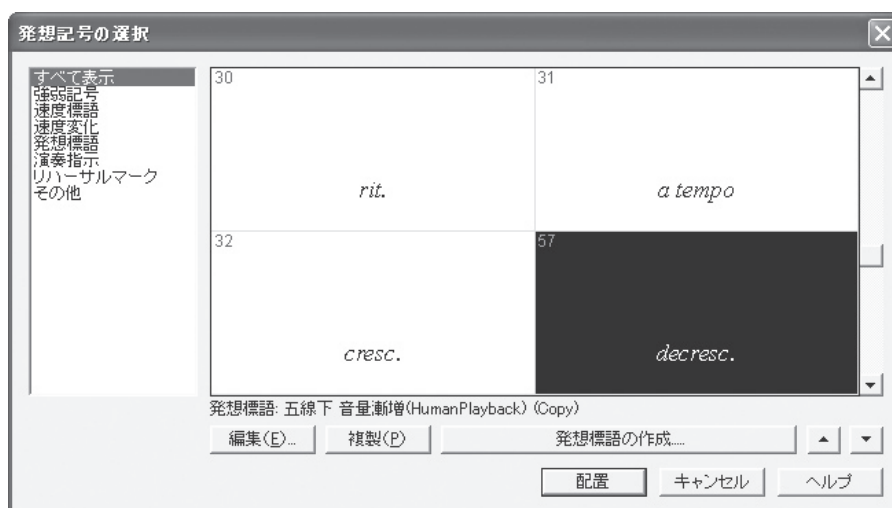 発想記号の選択
すべて表示
強弱記号
速度標語
速度変化
発想標語
演奏指示
リハーサルマーク
その他
30
31
rit.
a tempo
32
57
cresc.
decresc.
発想標語: 五線下 音量漸増(HumanPlayback) (Copy)
編集(E)...
複製(P)
発想標語の作成....
配置
キャンセル
ヘルプ